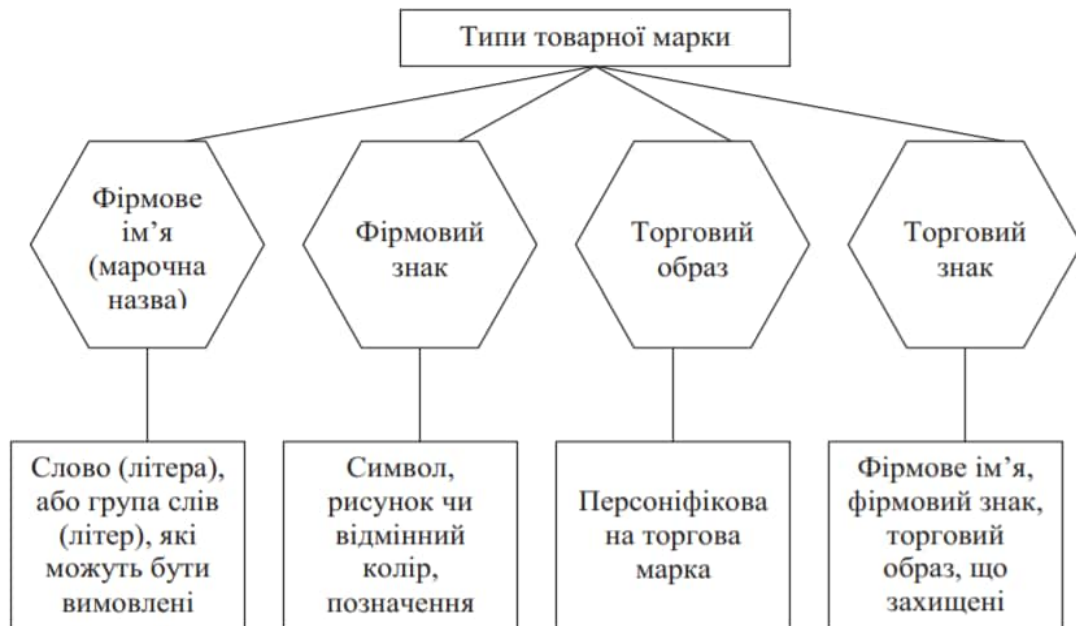 Типи товарної марки
Фірмове
ім’я
(марочна
назва)
Фірмовий
знак
Торговий
образ
Торговий
знак
Слово (літера),
або група слів
(літер), які
можуть бути
вимовлені
Символ,
рисунок чи
відмінний
колір,
позначення
Персоніфікова
на торгова
марка
Фірмове ім’я,
фірмовий знак,
торговий
образ, що
захищені